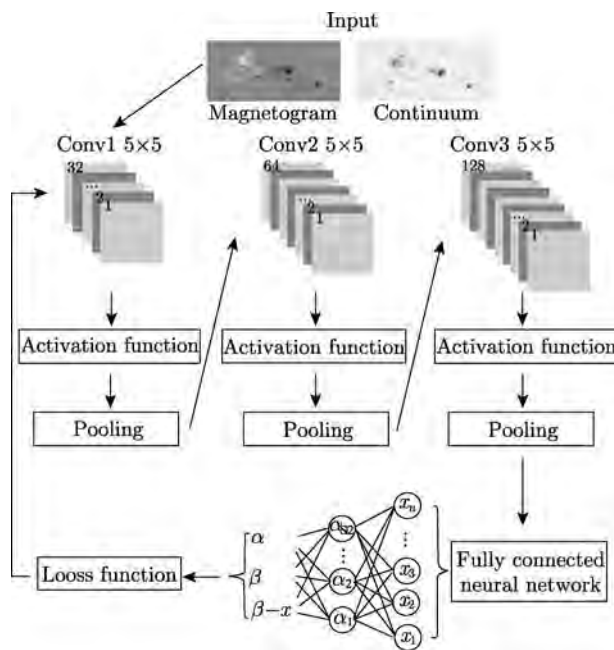 Input
Magnetogram Continuum
Conv1 5×5 Conv2 5×5 Conv3 5×5
32 64 128
... ... ...
2 2 2
1 1 1
Activation function Activation function Activation function
Pooling Pooling Pooling
xₙ
α
⋮ ⋮
β α₂ x₃
x₂
β−x α₁ x₁
Looss function
Fully connected
neural network